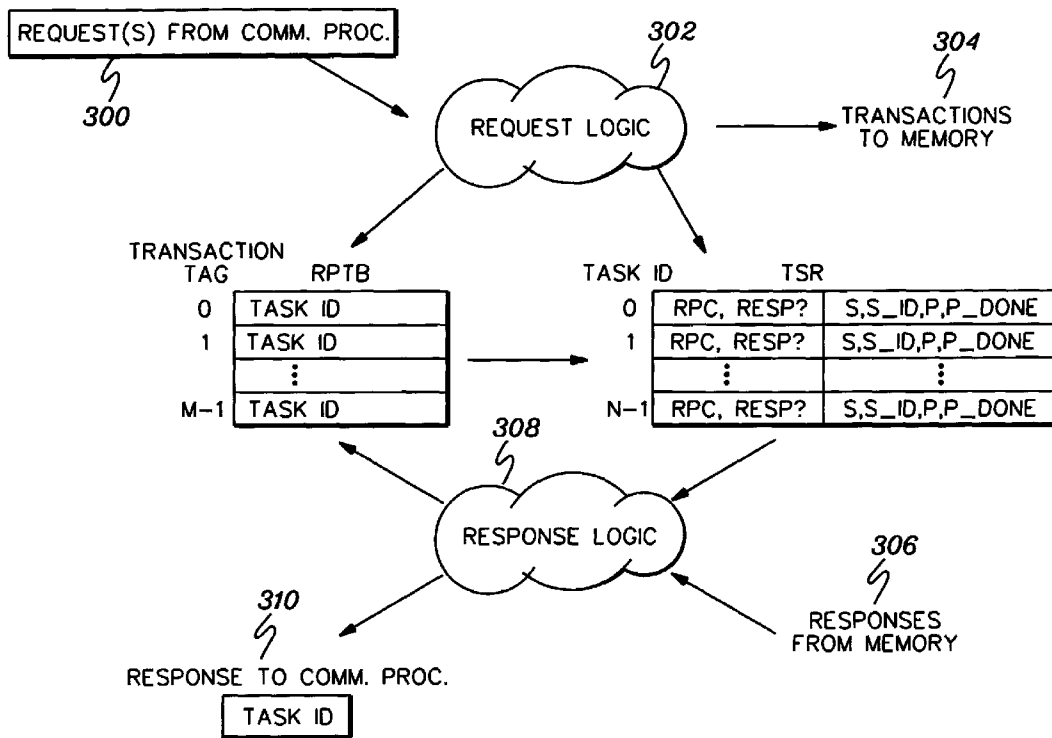 REQUEST(S) FROM COMM. PROC.
300
302
REQUEST LOGIC
304
TRANSACTIONS
TO MEMORY
TRANSACTION
TAG RPTB
0 TASK ID
1 TASK ID
⋮
M-1 TASK ID
TASK ID TSR
0 RPC, RESP? S,S_ID,P,P_DONE
1 RPC, RESP? S,S_ID,P,P_DONE
⋮ ⋮
N-1 RPC, RESP? S,S_ID,P,P_DONE
308
RESPONSE LOGIC
306
RESPONSES
FROM MEMORY
310
RESPONSE TO COMM. PROC.
TASK ID